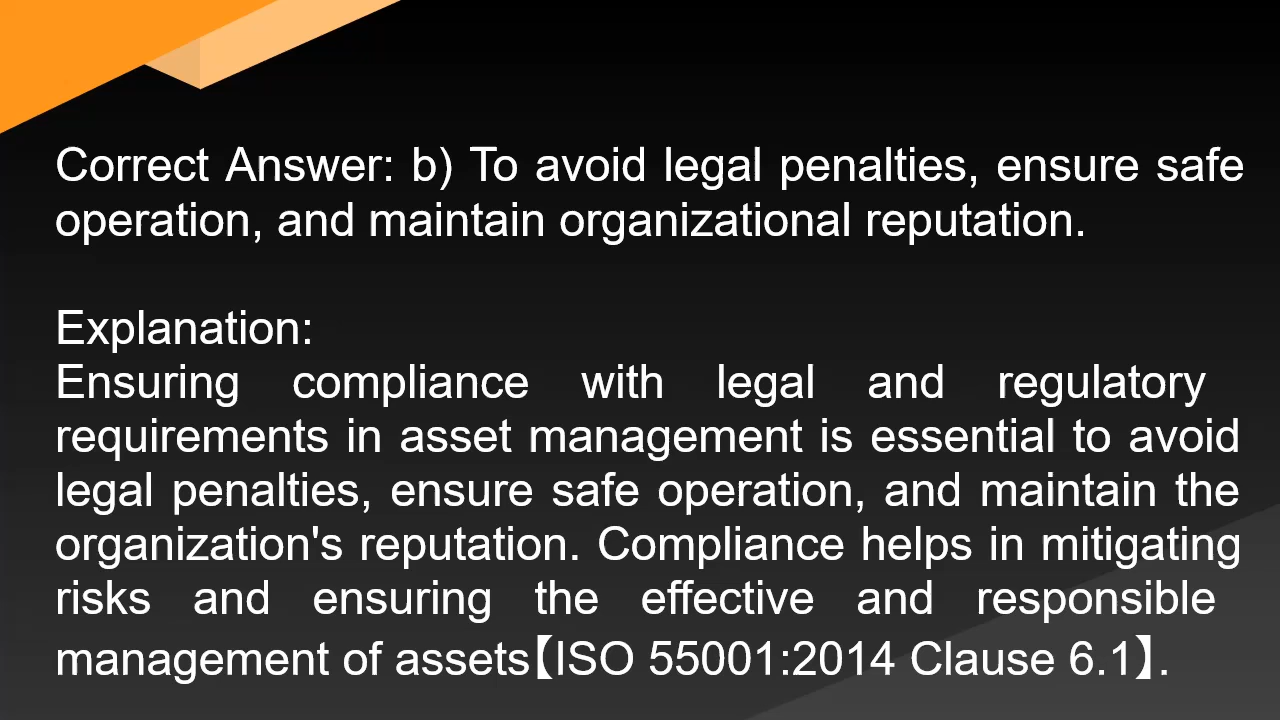 Correct Answer: b) To avoid legal penalties, ensure safe
operation, and maintain organizational reputation.
Explanation:
Ensuring compliance with legal and regulatory
requirements in asset management is essential to avoid
legal penalties, ensure safe operation, and maintain the
organization's reputation. Compliance helps in mitigating
risks and ensuring the effective and responsible
management of assets【ISO 55001:2014 Clause 6.1】.